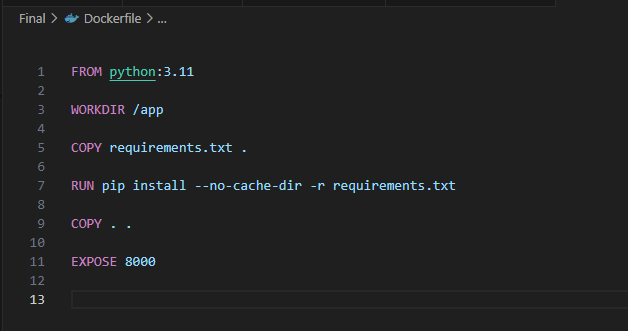 Final > Dockerfile > ...
1 FROM python:3.11
2
3 WORKDIR /app
4
5 COPY requirements.txt .
6
7 RUN pip install --no-cache-dir -r requirements.txt
8
9 COPY . .
10
11 EXPOSE 8000
12
13